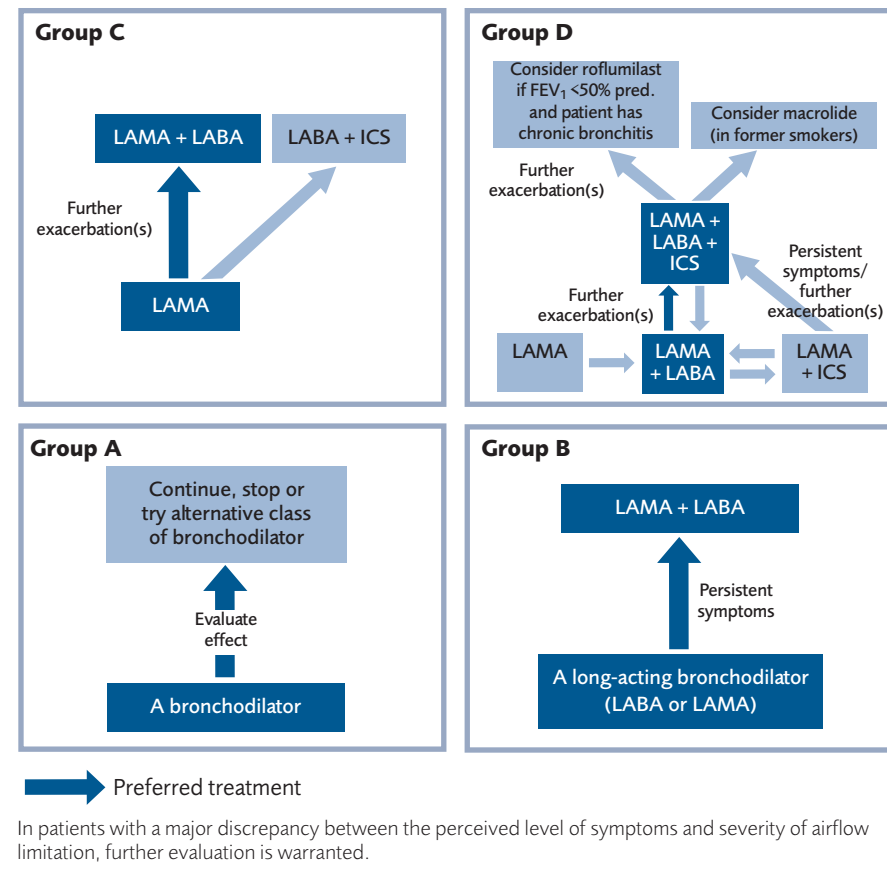 Group C
LAMA + LABA
LABA + ICS
Further
exacerbation(s)
LAMA
Group D
Consider roflumilast
if FEV₁ <50% pred.
and patient has
chronic bronchitis
Consider macrolide
(in former smokers)
Further
exacerbation(s)
LAMA +
LABA +
ICS
Persistent
symptoms/
further
exacerbation(s)
Further
exacerbation(s)
LAMA
LAMA
+ LABA
LAMA
+ ICS
Group A
Continue, stop or
try alternative class
of bronchodilator
Evaluate
effect
A bronchodilator
Group B
LAMA + LABA
Persistent
symptoms
A long-acting bronchodilator
(LABA or LAMA)
Preferred treatment
In patients with a major discrepancy between the perceived level of symptoms and severity of airflow
limitation, further evaluation is warranted.